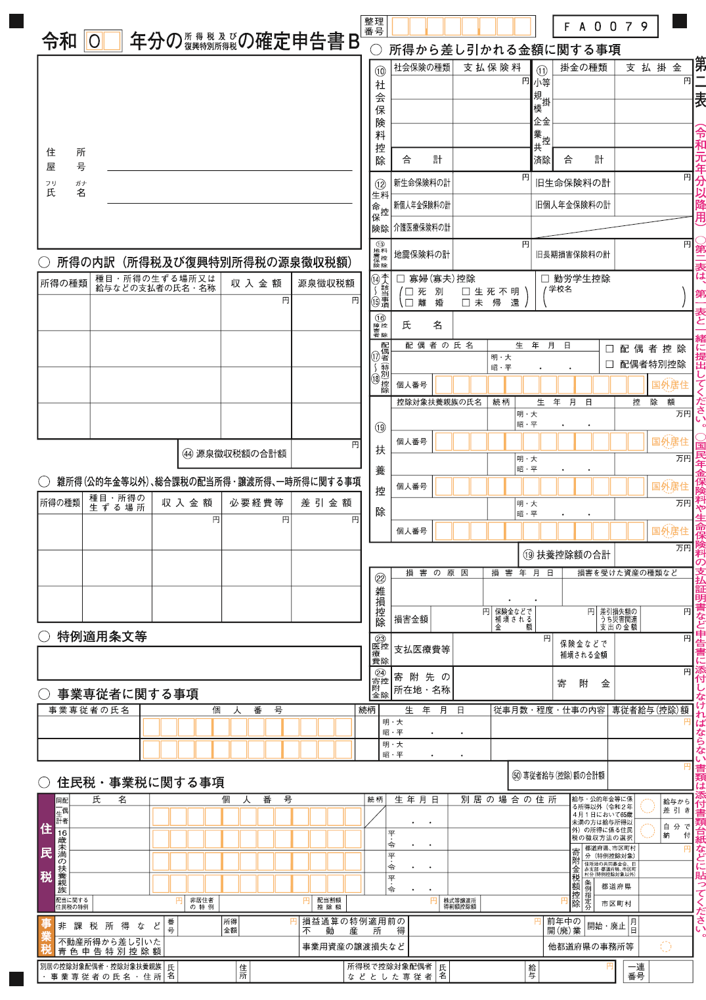 令和 0 年分の所得税及び復興特別所得税の確定申告書B
整理番号
FA0079
第二表
(令和元年分以降用)
○第二表は、第一表と一緒に提出してください。○国民年金保険料や生命保険料の支払証明書など申告書に添付しなければならない書類は添付書類台紙などに貼ってください。
住所
屋号
フリガナ
氏名
○ 所得の内訳(所得税及び復興特別所得税の源泉徴収税額)
所得の種類 種目・所得の生ずる場所又は給与などの支払者の氏名・名称 収入金額 源泉徴収税額
円 円
㊹ 源泉徴収税額の合計額 円
○ 雑所得(公的年金等以外)、総合課税の配当所得・譲渡所得、一時所得に関する事項
所得の種類 種目・所得の生ずる場所 収入金額 必要経費等 差引金額
円 円 円
○ 特例適用条文等
○ 所得から差し引かれる金額に関する事項
⑩ 社会保険料控除 社会保険の種類 支払保険料 円
合計
⑪ 小規模企業共済等掛金控除 掛金の種類 支払掛金 円
合計
⑫ 生命保険料控除 新生命保険料の計 円 旧生命保険料の計 円
新個人年金保険料の計 旧個人年金保険料の計
介護医療保険料の計
⑬ 地震保険料控除 地震保険料の計 円 旧長期損害保険料の計 円
⑭~⑮ 本人該当事項 □ 寡婦(寡夫)控除 □ 勤労学生控除
(□ 死別 □ 生死不明 (学校名
□ 離婚 □ 未帰還) )
⑯ 障害者控除 氏名
⑰~⑱ 配偶者(特別)控除 配偶者の氏名 生年月日 □ 配偶者控除
明・大
昭・平 ・ ・ □ 配偶者特別控除
個人番号 国外居住
⑲ 扶養控除 控除対象扶養親族の氏名 続柄 生年月日 控除額
明・大 万円
昭・平 ・ ・
個人番号 国外居住
明・大 万円
昭・平 ・ ・
個人番号 国外居住
明・大 万円
昭・平 ・ ・
個人番号 国外居住
⑲ 扶養控除額の合計 万円
㉒ 雑損控除 損害の原因 損害年月日 損害を受けた資産の種類など
・ ・
損害金額 円 保険金などで補塡される金額 円 差引損失額のうち災害関連支出の金額 円
㉓ 医療費控除 支払医療費等 円 保険金などで補塡される金額 円
㉔ 寄附金控除 寄附先の所在地・名称 寄附金 円
○ 事業専従者に関する事項
事業専従者の氏名 個人番号 続柄 生年月日 従事月数・程度・仕事の内容 専従者給与(控除)額
明・大 円
昭・平 ・ ・
明・大
昭・平 ・ ・
㊿ 専従者給与(控除)額の合計額 円
○ 住民税・事業税に関する事項
住民税
氏名 個人番号 続柄 生年月日 別居の場合の住所
同一生計配偶者 ・ ・
16歳未満の扶養親族 平・令 ・ ・
平・令 ・ ・
平・令 ・ ・
給与・公的年金等に係る所得以外(令和2年4月1日において65歳未満の方は給与所得以外)の所得に係る住民税の徴収方法の選択
給与から差引き
自分で納付
寄附金税額控除 都道府県、市区町村分(特例控除対象) 円
住所地の共同募金会、日赤支部・都道府県、市区町村分(特例控除対象以外)
条例指定分 都道府県
市区町村
配当に関する住民税の特例 円 非居住者の特例 円 配当割額控除額 円 株式等譲渡所得割額控除額 円
事業税
非課税所得など 番号 所得金額 円 損益通算の特例適用前の不動産所得 円 前年中の開(廃)業 開始・廃止 月日
不動産所得から差し引いた青色申告特別控除額 事業用資産の譲渡損失など 他都道府県の事務所等
別居の控除対象配偶者・控除対象扶養親族・事業専従者の氏名・住所 氏名 住所 所得税で控除対象配偶者などとした専従者 氏名 給与 円 一連番号